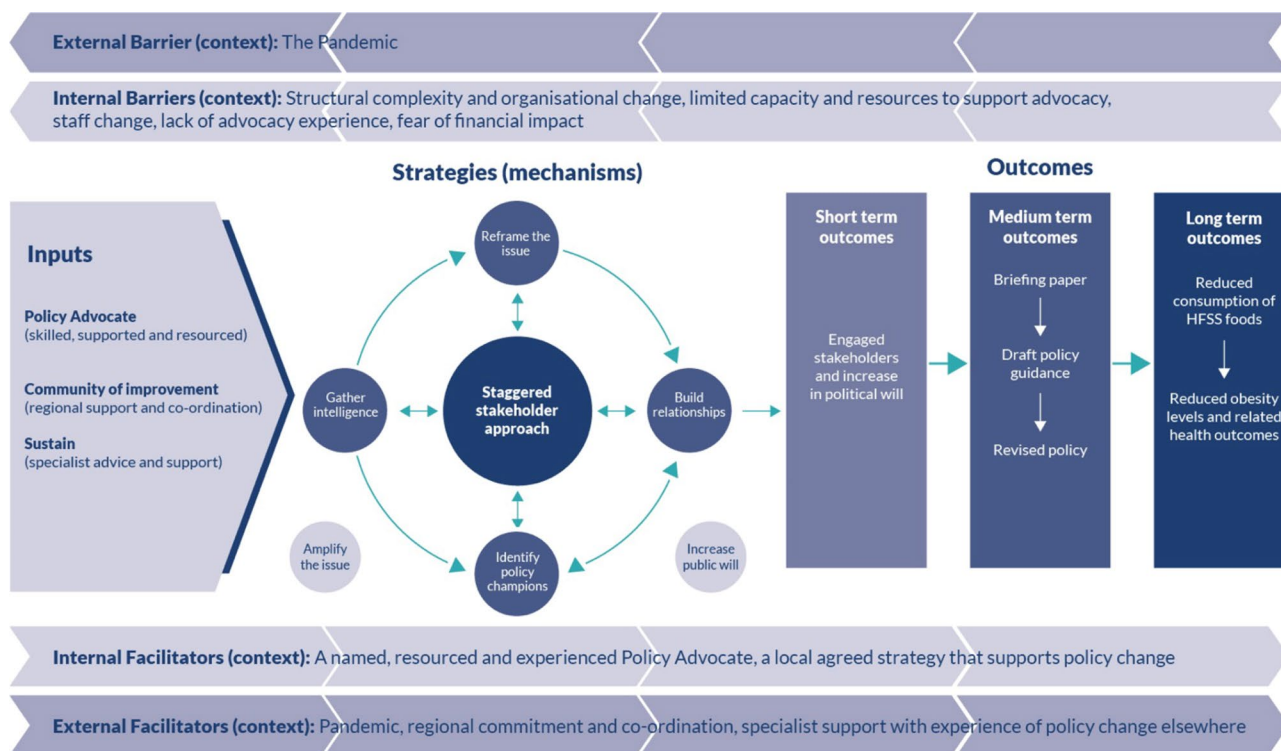 External Barrier (context): The Pandemic
Internal Barriers (context): Structural complexity and organisational change, limited capacity and resources to support advocacy,
staff change, lack of advocacy experience, fear of financial impact
Strategies (mechanisms)
Outcomes
Inputs
Policy Advocate
(skilled, supported and resourced)
Community of improvement
(regional support and co-ordination)
Sustain
(specialist advice and support)
Reframe the
issue
Gather
intelligence
Staggered
stakeholder
approach
Build
relationships
Amplify
the issue
Identify
policy
champions
Increase
public will
Short term
outcomes
Engaged
stakeholders
and increase
in political will
Medium term
outcomes
Briefing paper
Draft policy
guidance
Revised policy
Long term
outcomes
Reduced
consumption of
HFSS foods
Reduced obesity
levels and related
health outcomes
Internal Facilitators (context): A named, resourced and experienced Policy Advocate, a local agreed strategy that supports policy change
External Facilitators (context): Pandemic, regional commitment and co-ordination, specialist support with experience of policy change elsewhere